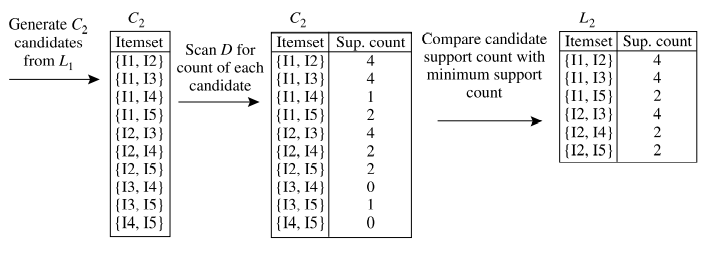 Generate C2
candidates
from L1
C2
Itemset
{I1, I2}
{I1, I3}
{I1, I4}
{I1, I5}
{I2, I3}
{I2, I4}
{I2, I5}
{I3, I4}
{I3, I5}
{I4, I5}
Scan D for
count of each
candidate
C2
Itemset Sup. count
{I1, I2} 4
{I1, I3} 4
{I1, I4} 1
{I1, I5} 2
{I2, I3} 4
{I2, I4} 2
{I2, I5} 2
{I3, I4} 0
{I3, I5} 1
{I4, I5} 0
Compare candidate
support count with
minimum support
count
L2
Itemset Sup. count
{I1, I2} 4
{I1, I3} 4
{I1, I5} 2
{I2, I3} 4
{I2, I4} 2
{I2, I5} 2